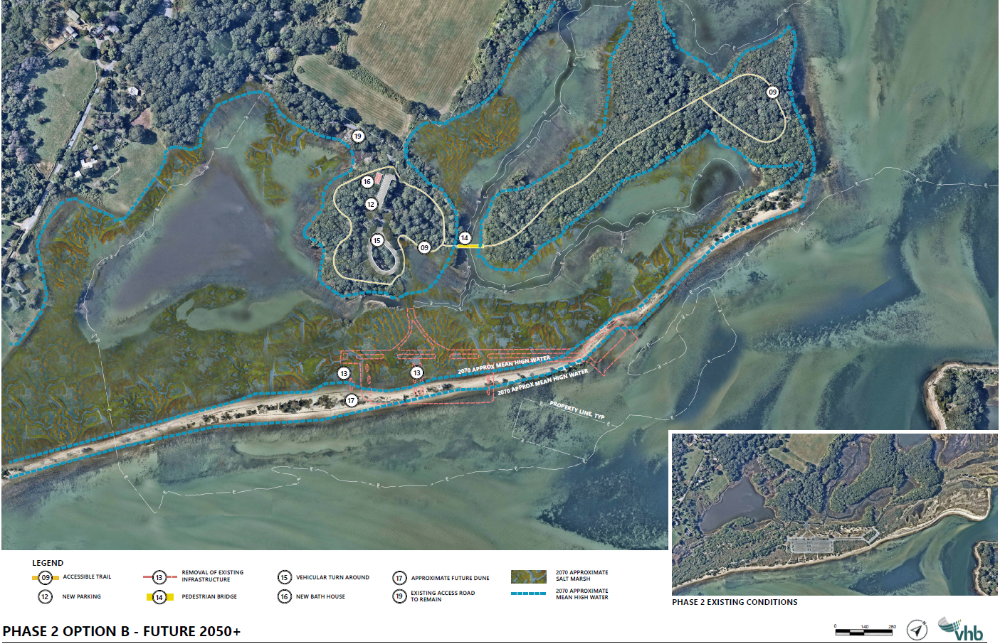 19
09
16
12
15
14
09
13
13
17
2070 APPROX MEAN HIGN WATER
2070 APPROX MEAN HIGN WATER
PROPERTY LINE, TYP
LEGEND
09 ACCESSIBLE TRAIL
12 NEW PARKING
13 REMOVAL OF EXISTING
INFRASTRUCTURE
14 PEDESTRIAN BRIDGE
15 VEHICULAR TURN AROUND
16 NEW BATH HOUSE
17 APPROXIMATE FUTURE DUNE
19 EXISTING ACCESS ROAD
TO REMAIN
2070 APPROXIMATE
SALT MARSH
2070 APPROXIMATE
MEAN HIGH WATER
PHASE 2 EXISTING CONDITIONS
PHASE 2 OPTION B - FUTURE 2050+
0 140 280
N
vhb